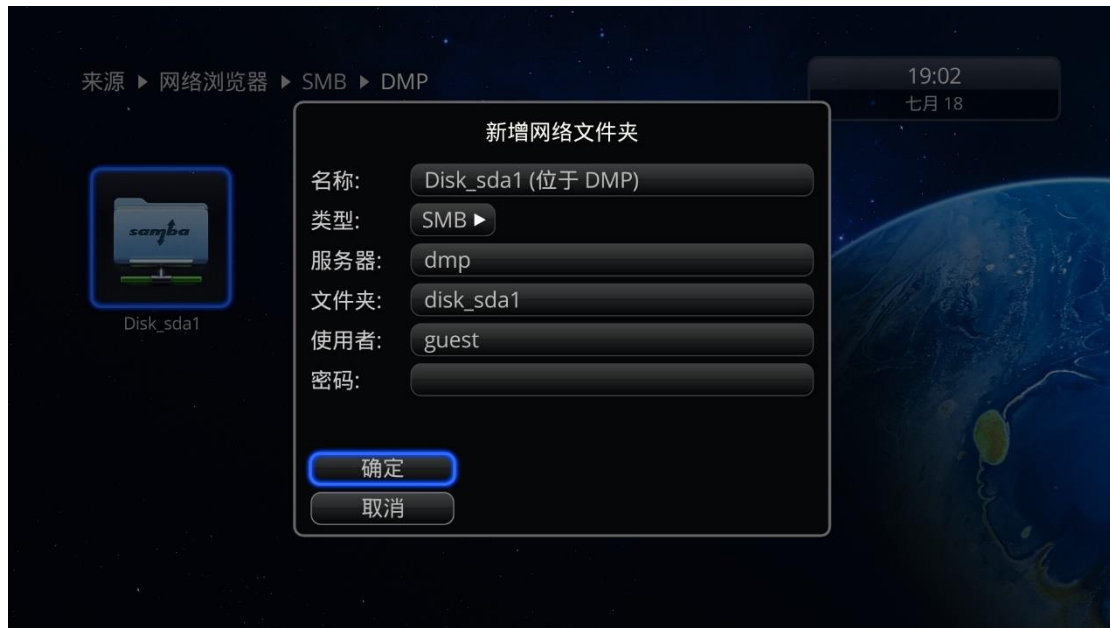 来源 ▶ 网络浏览器 ▶ SMB ▶ DMP
19:02
七月 18
新增网络文件夹
名称: Disk_sda1 (位于 DMP)
类型: SMB ▶
服务器: dmp
文件夹: disk_sda1
使用者: guest
密码:
确定
取消
samba
Disk_sda1